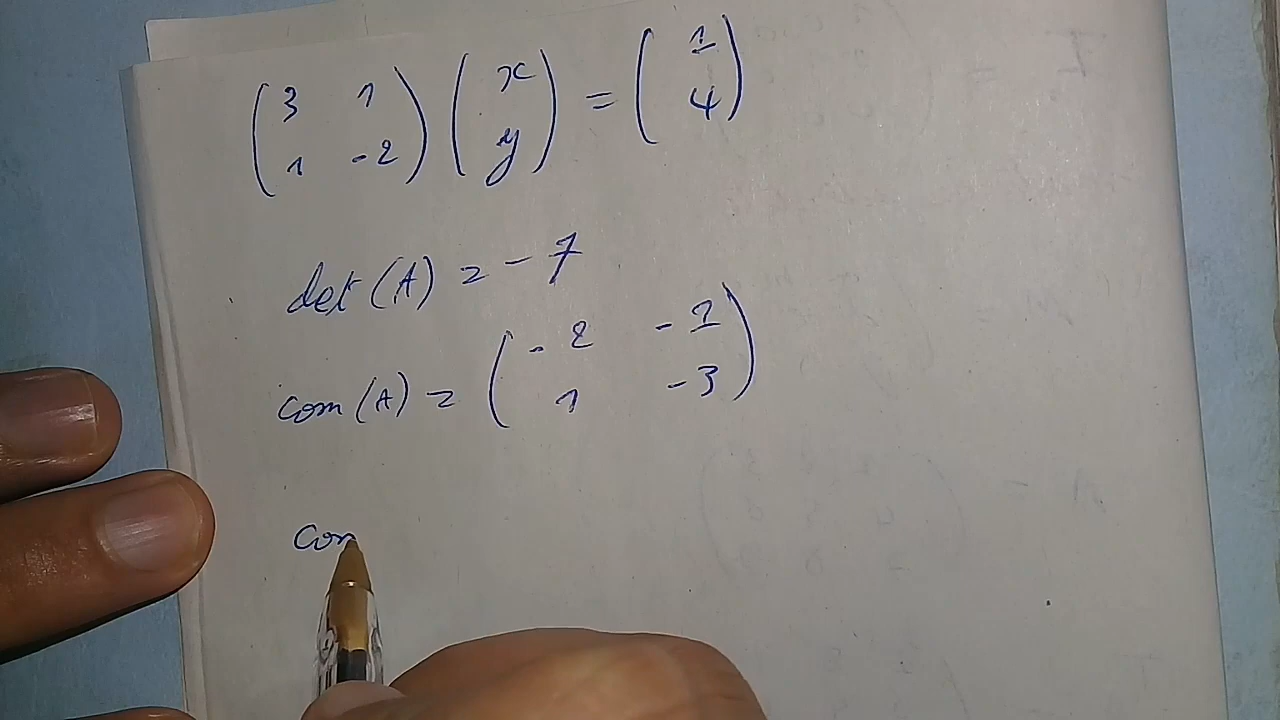 ( 3 1 ) ( x ) = ( 1 )
( 1 -2 ) ( y ) ( 4 )
det (A) = -7
com (A) = ( -2 -1 )
( 1 -3 )
Com